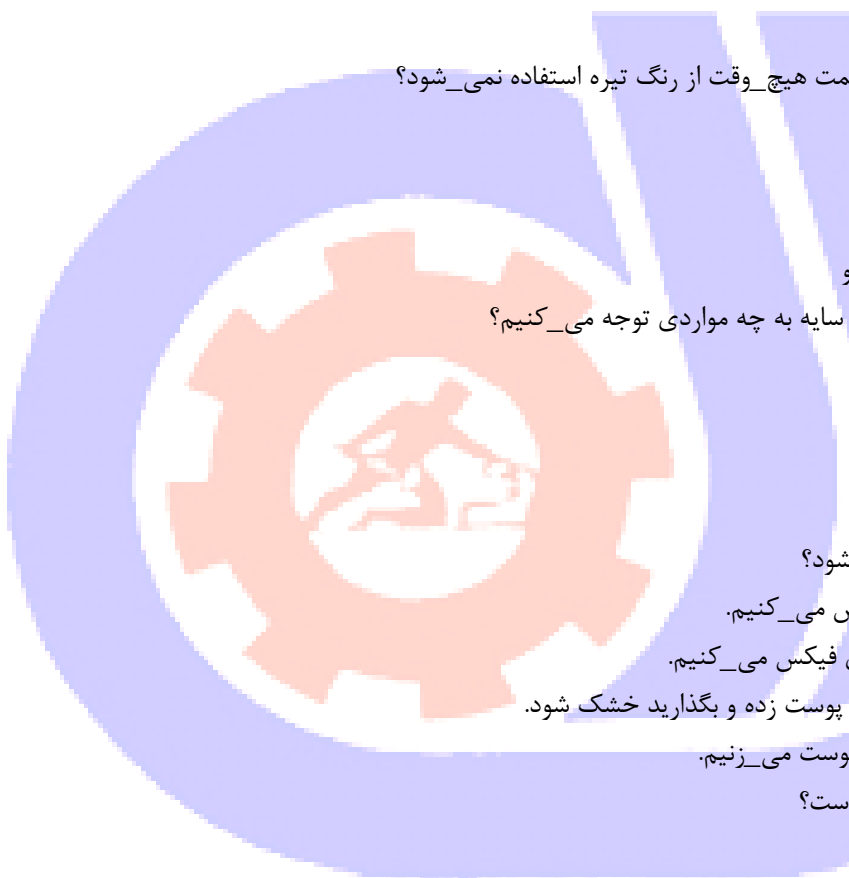 مت هیچ_وقت از رنگ تیره استفاده نمی_شود؟
و
سایه به چه مواردی توجه می_کنیم؟
شود؟
س می_کنیم.
فیکس می_کنیم.
پوست زده و بگذارید خشک شود.
وست می_زنیم.
ست؟